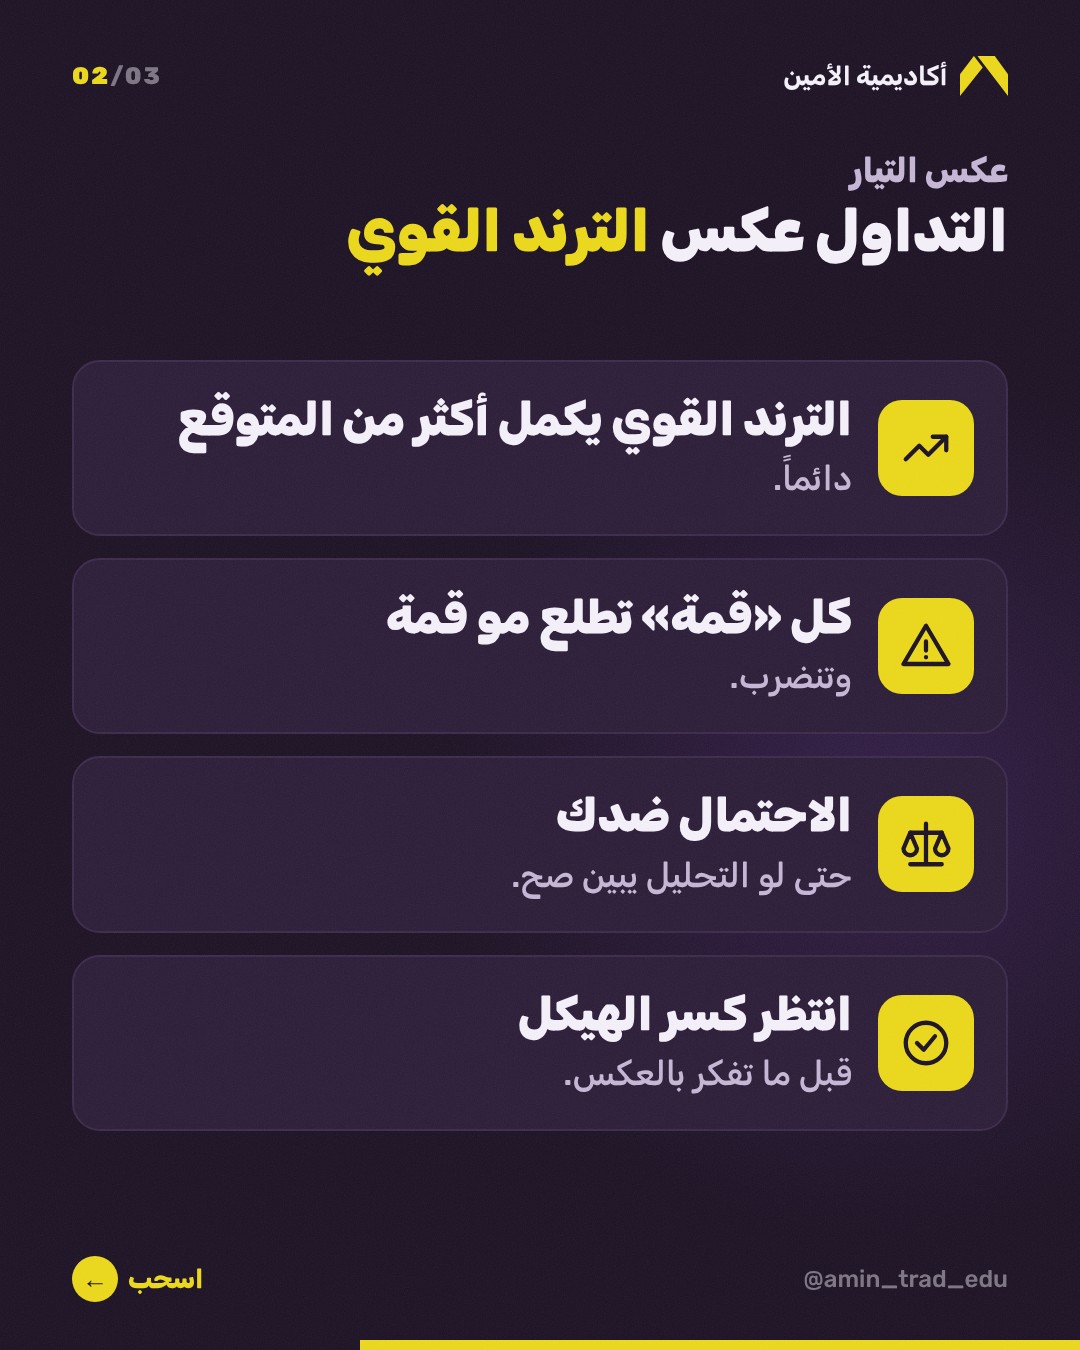 أكاديمية الأمين
02/03
عكس التيار
التداول عكس الترند القوي
الترند القوي يكمل أكثر من المتوقع
دائماً.
كل «قمة» تطلع مو قمة
وتنضرب.
الاحتمال ضدك
حتى لو التحليل يبين صح.
انتظر كسر الهيكل
قبل ما تفكر بالعكس.
@amin_trad_edu
اسحب ←